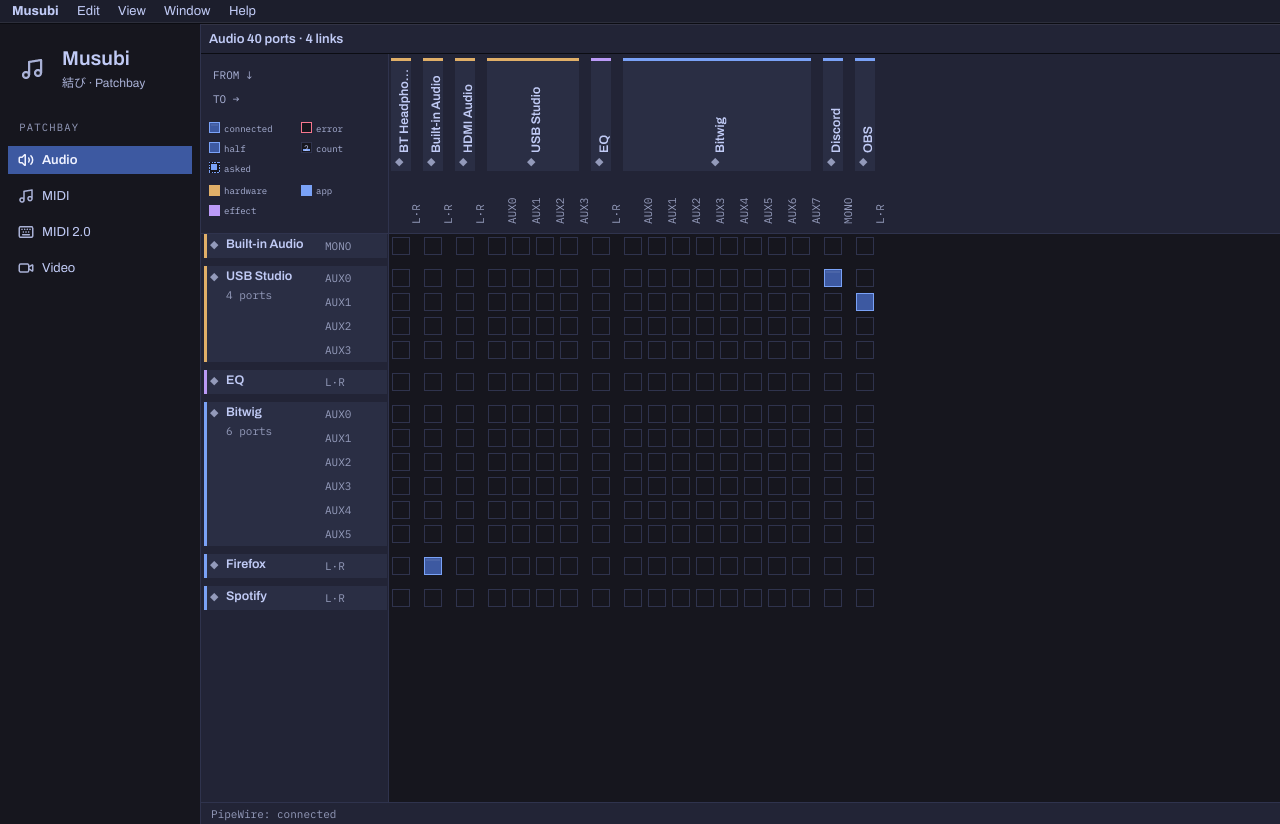 Musubi Edit View Window Help
Musubi
結び · Patchbay
PATCHBAY
Audio
MIDI
MIDI 2.0
Video
Audio 40 ports · 4 links
FROM ↓
TO →
connected error
half count
asked
hardware app
effect
BT Headpho…
Built-in Audio
HDMI Audio
USB Studio
EQ
Bitwig
Discord
OBS
L·R
L·R
L·R
AUX0
AUX1
AUX2
AUX3
L·R
AUX0
AUX1
AUX2
AUX3
AUX4
AUX5
AUX6
AUX7
MONO
L·R
Built-in Audio MONO
USB Studio AUX0
4 ports
AUX1
AUX2
AUX3
EQ L·R
Bitwig AUX0
6 ports
AUX1
AUX2
AUX3
AUX4
AUX5
Firefox L·R
Spotify L·R
PipeWire: connected